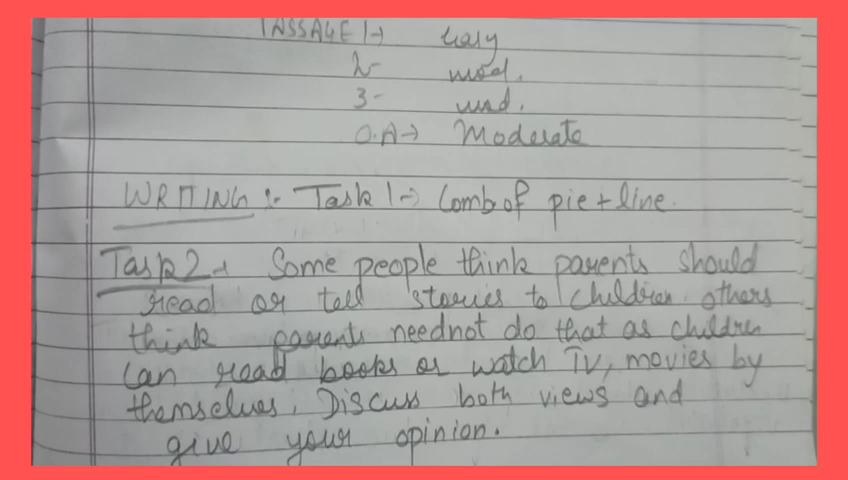 PASSAGE 1→ easy
2- mod.
3- mod.
O.A→ Moderate
WRITING :- Task 1→ Comb of pie + line.
Task 2→ Some people think parents should
read or tell stories to children. others
think parents neednot do that as children
can read books or watch TV, movies by
themselves. Discuss both views and
give your opinion.